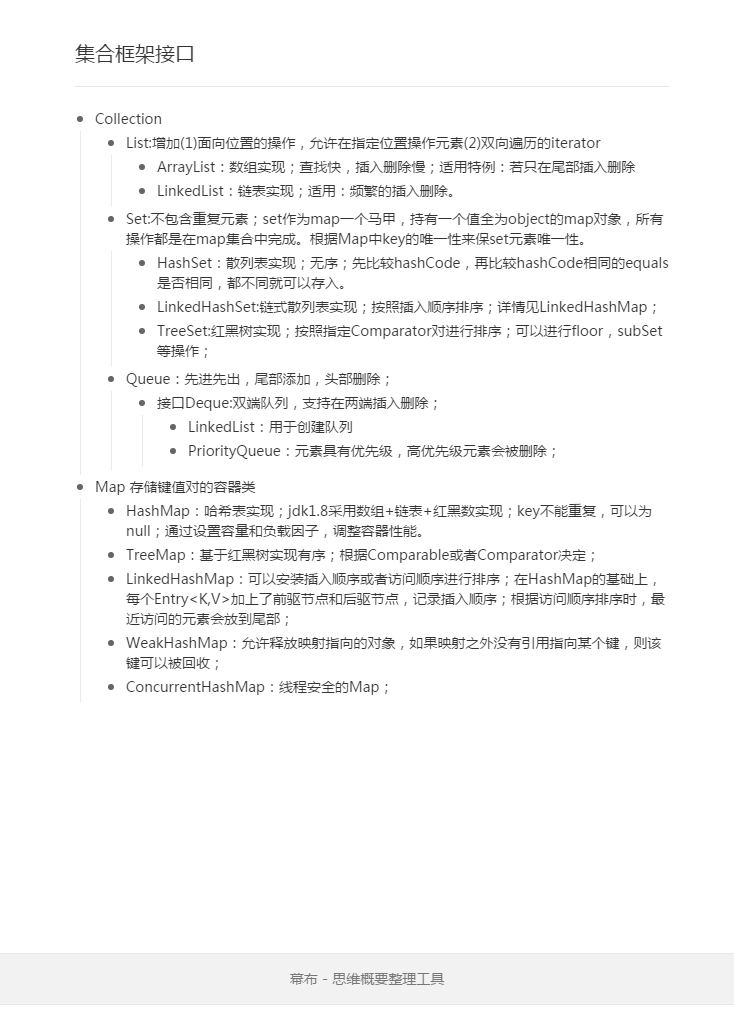 集合框架接口
Collection
List:增加(1)面向位置的操作，允许在指定位置操作元素(2)双向遍历的iterator
ArrayList：数组实现；查找快，插入删除慢；适用特例：若只在尾部插入删除
LinkedList：链表实现；适用：频繁的插入删除。
Set:不包含重复元素；set作为map一个马甲，持有一个值全为object的map对象，所有
操作都是在map集合中完成。根据Map中key的唯一性来保set元素唯一性。
HashSet：散列表实现；无序；先比较hashCode，再比较hashCode相同的equals
是否相同，都不同就可以存入。
LinkedHashSet:链式散列表实现；按照插入顺序排序；详情见LinkedHashMap；
TreeSet:红黑树实现；按照指定Comparator对进行排序；可以进行floor，subSet
等操作；
Queue：先进先出，尾部添加，头部删除；
接口Deque:双端队列，支持在两端插入删除；
LinkedList：用于创建队列
PriorityQueue：元素具有优先级，高优先级元素会被删除；
Map 存储键值对的容器类
HashMap：哈希表实现；jdk1.8采用数组+链表+红黑数实现；key不能重复，可以为
null；通过设置容量和负载因子，调整容器性能。
TreeMap：基于红黑树实现有序；根据Comparable或者Comparator决定；
LinkedHashMap：可以安装插入顺序或者访问顺序进行排序；在HashMap的基础上，
每个Entry<K,V>加上了前驱节点和后驱节点，记录插入顺序；根据访问顺序排序时，最
近访问的元素会放到尾部；
WeakHashMap：允许释放映射指向的对象，如果映射之外没有引用指向某个键，则该
键可以被回收；
ConcurrentHashMap：线程安全的Map；
幕布 - 思维概要整理工具